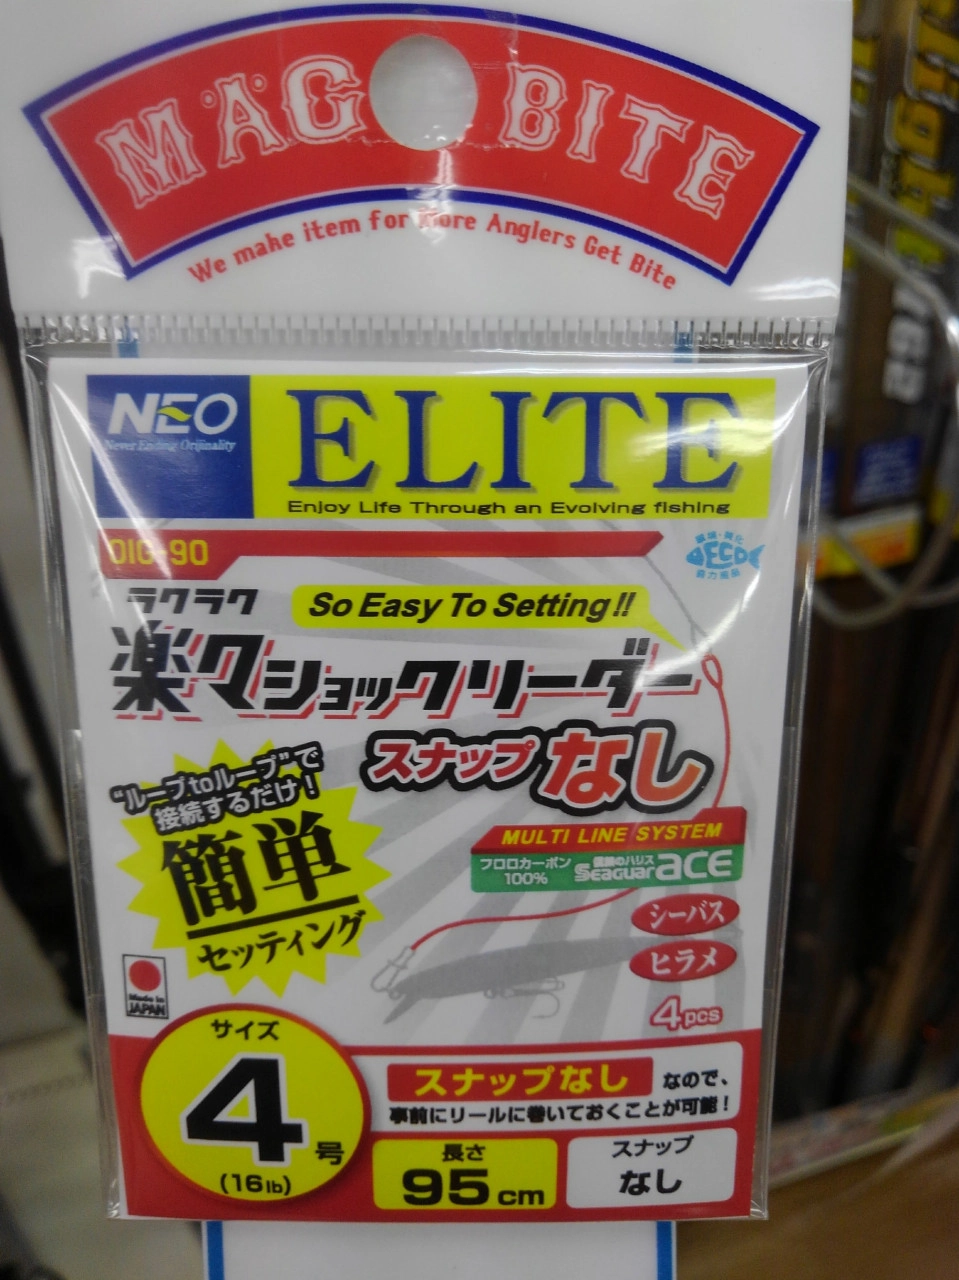 MAG BITE
We make item for More Anglers Get Bite
NEO
Never Ending Orijinality
ELITE
Enjoy Life Through an Evolving fishing
ECO
ラクラク
So Easy To Setting!!
楽々ショックリーダー
スナップなし
"ループtoループ"で
接続するだけ!
簡単
セッティング
MULTI LINE SYSTEM
フロロカーボン
100%
Seaguar ACE
シーバス
ヒラメ
4pcs
Made in
JAPAN
サイズ
4号
(16lb)
スナップなし なので、
事前にリールに巻いておくことが可能!
長さ
95cm
スナップ
なし